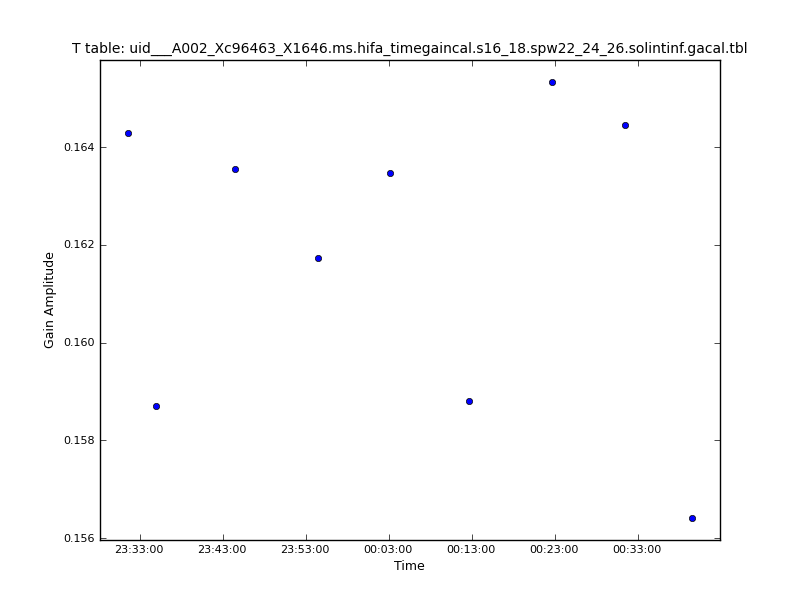 T table: uid___A002_Xc96463_X1646.ms.hifa_timegaincal.s16_18.spw22_24_26.solintinf.gacal.tbl
0.164
0.162
0.160
0.158
0.156
Gain Amplitude
23:33:00 23:43:00 23:53:00 00:03:00 00:13:00 00:23:00 00:33:00
Time